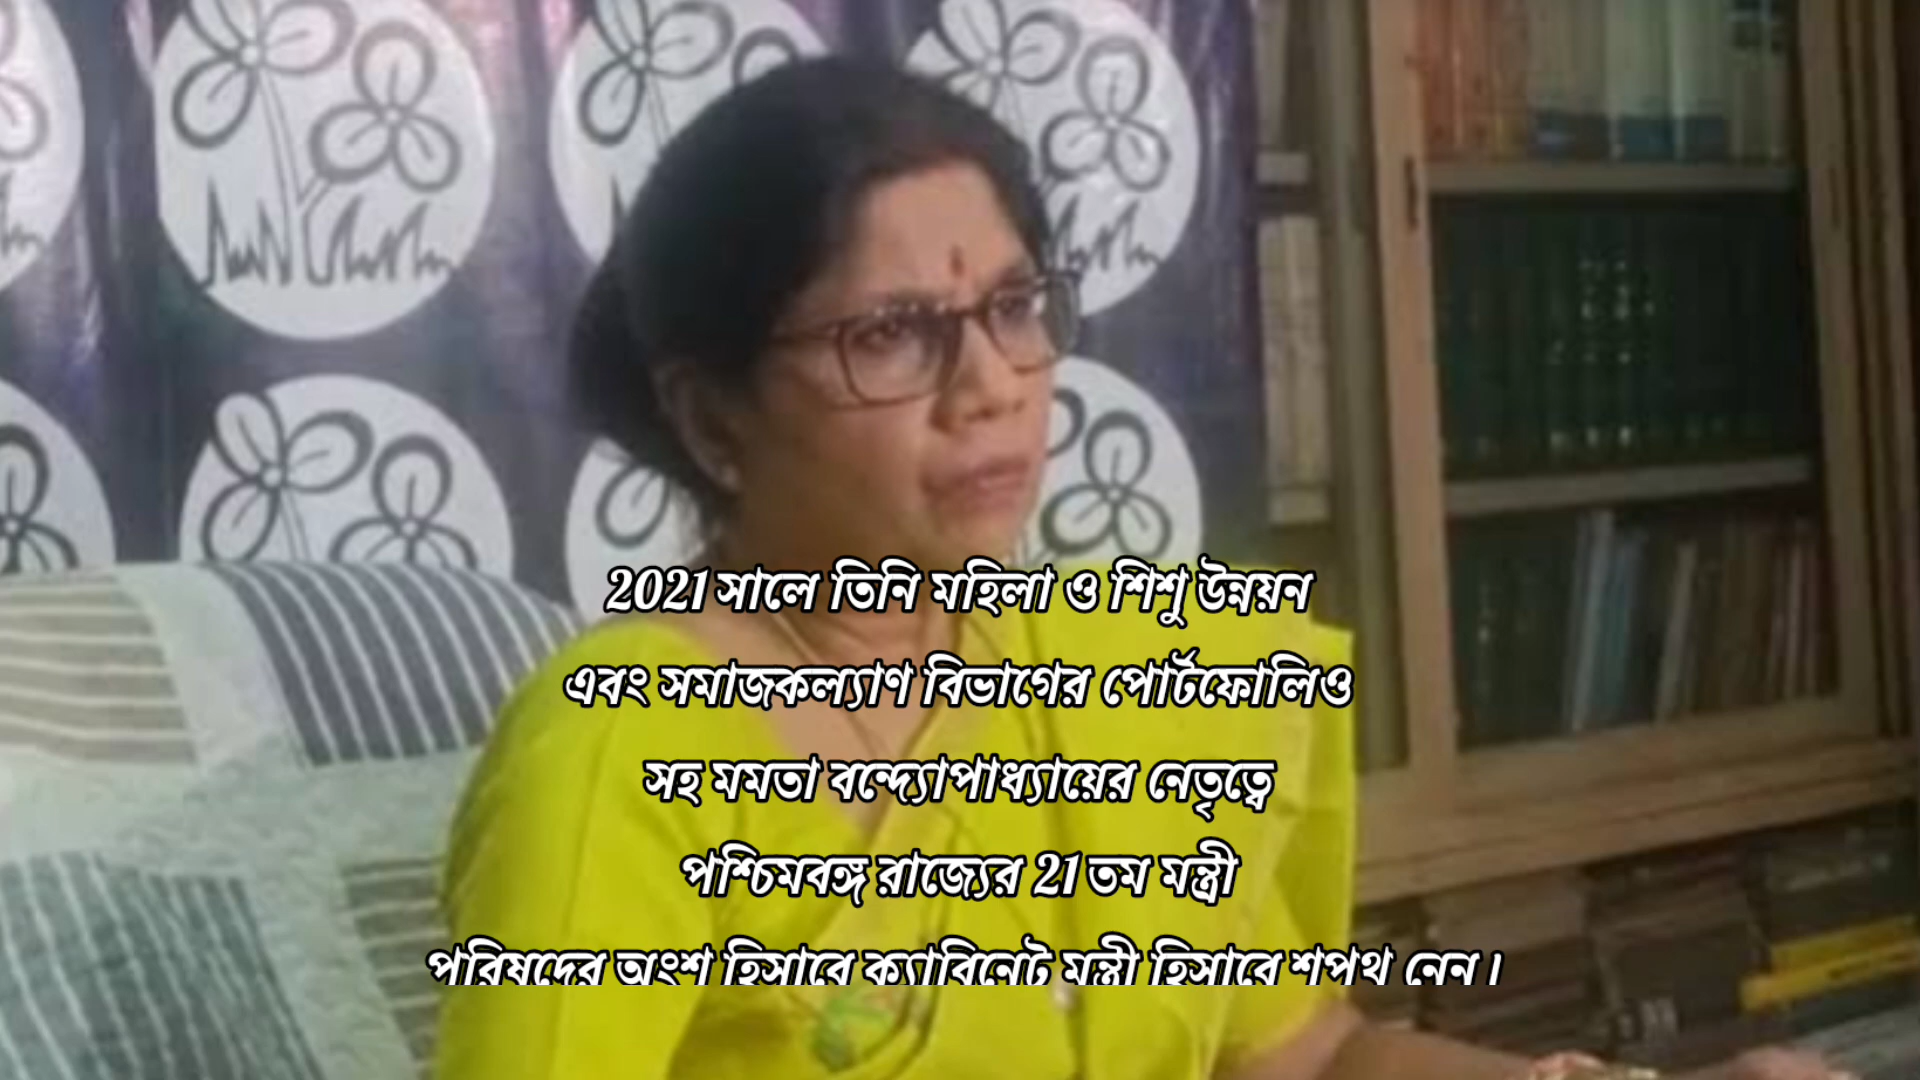 2021 সালে তিনি মহিলা ও শিশু উন্নয়ন
এবং সমাজকল্যাণ বিভাগের পোর্টফোলিও
সহ মমতা বন্দ্যোপাধ্যায়ের নেতৃত্বে
পশ্চিমবঙ্গ রাজ্যের 21 তম মন্ত্রী
পরিষদের অংশ হিসাবে ক্যাবিনেট মন্ত্রী হিসাবে শপথ নেন।